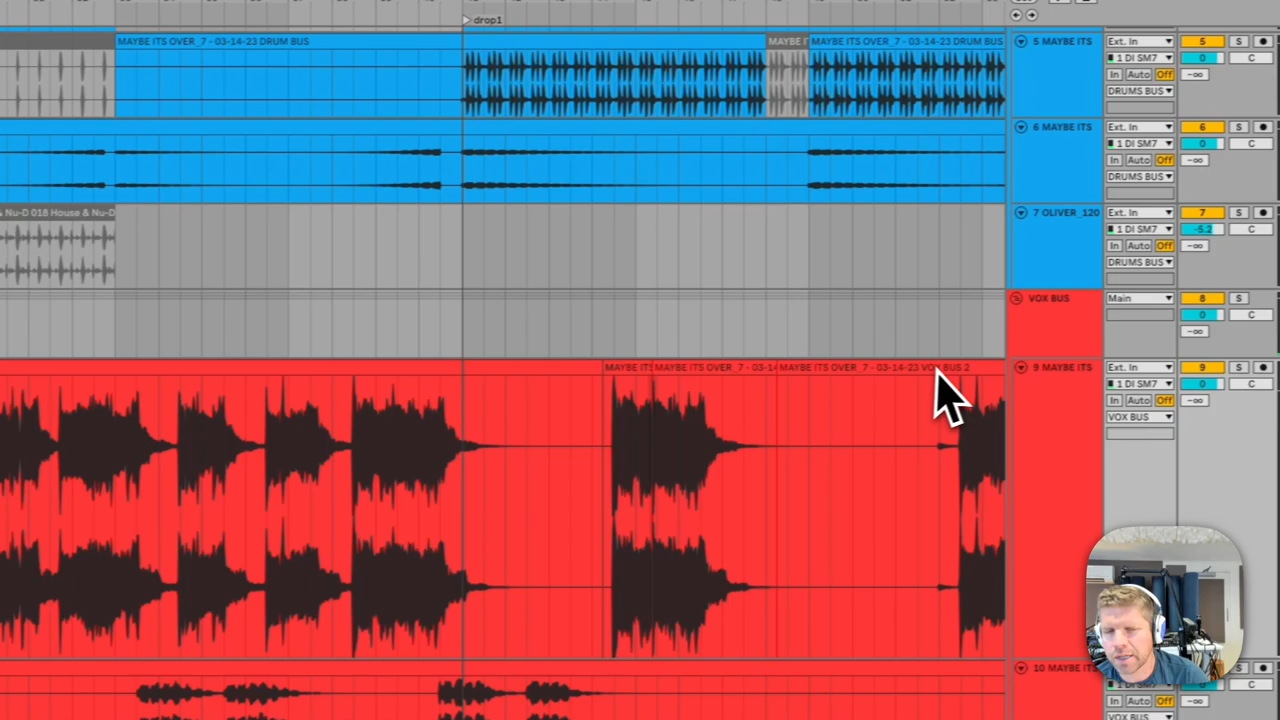 drop1
MAYBE ITS OVER_7 - 03-14-23 DRUM BUS
MAYBE I
MAYBE ITS OVER_7 - 03-14-23 DRUM BUS
5 MAYBE ITS
Ext. In
5
S
1 DI SM7
0
C
In
Auto
Off
-∞
DRUMS BUS
6 MAYBE ITS
Ext. In
6
S
1 DI SM7
0
C
In
Auto
Off
-∞
DRUMS BUS
& Nu-D 018 House & Nu-D
7 OLIVER_120
Ext. In
7
S
1 DI SM7
-5.2
C
In
Auto
Off
-∞
DRUMS BUS
VOX BUS
Main
8
S
0
C
-∞
MAYBE IT
MAYBE ITS OVER_7 - 03-14
MAYBE ITS OVER_7 - 03-14-23 VOX BUS 2
9 MAYBE ITS
Ext. In
9
S
1 DI SM7
0
C
In
Auto
Off
-∞
VOX BUS
10 MAYBE ITS
S
C
In
Auto
Off
-∞
VOX BUS